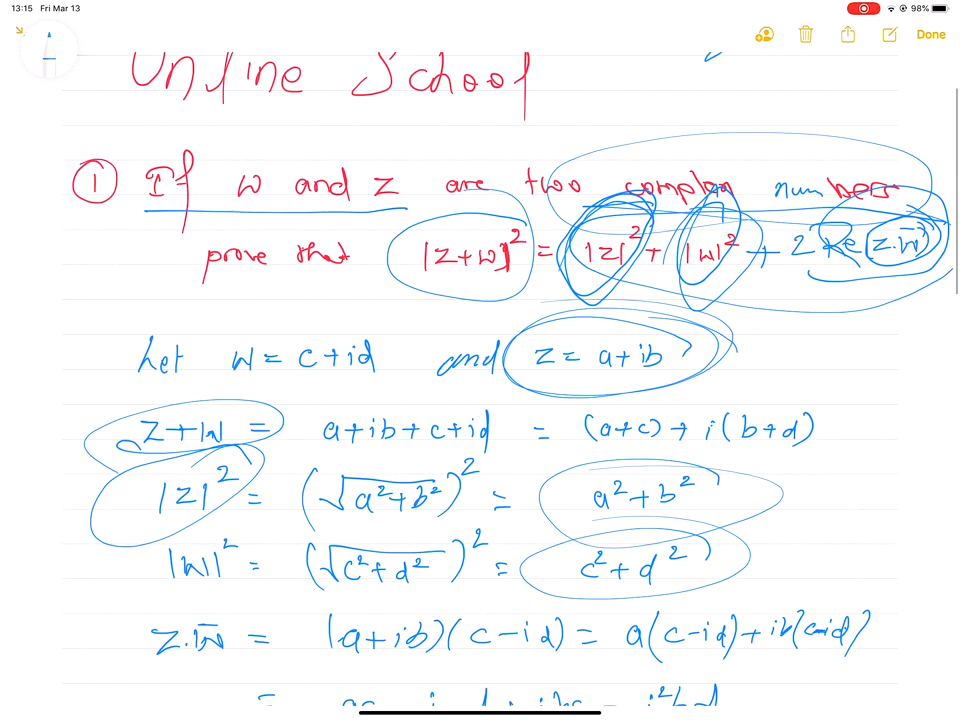 13:15 Fri Mar 13
98%
Done
Online School
① If w and z are two complex numbers
prove that |z+w|² = |z|² + |w|² + 2 Re(z.w̅)
Let w = c+id and z = a+ib
z+w = a+ib+c+id = (a+c)+i(b+d)
|z|² = (√a²+b²)² = a²+b²
|w|² = (√c²+d²)² = c²+d²
z.w̅ = (a+ib)(c-id) = a(c-id)+ib(c-id)